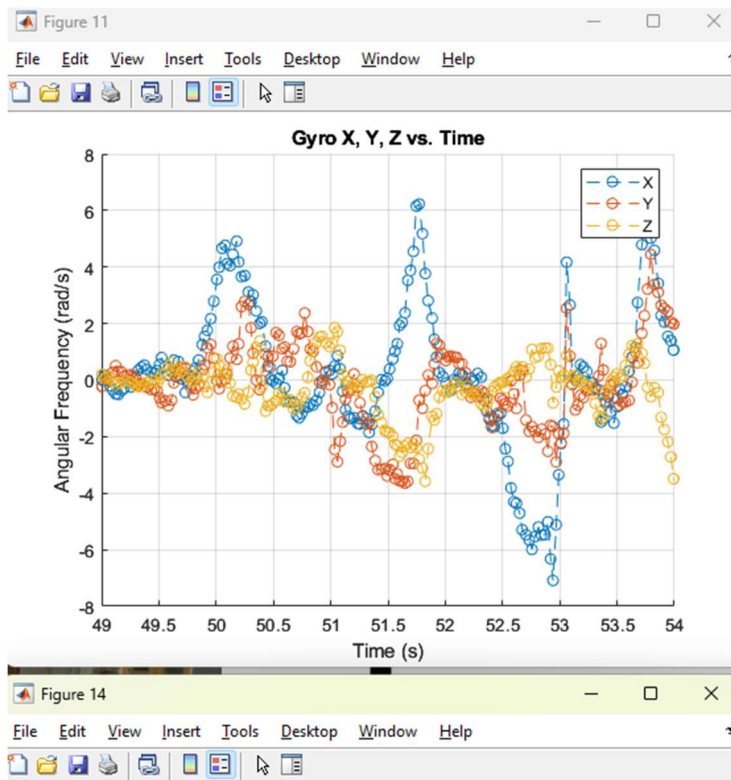 Figure 11
File Edit View Insert Tools Desktop Window Help
Gyro X, Y, Z vs. Time
X
Y
Z
8
6
4
2
0
-2
-4
-6
-8
Angular Frequency (rad/s)
49 49.5 50 50.5 51 51.5 52 52.5 53 53.5 54
Time (s)
Figure 14
File Edit View Insert Tools Desktop Window Help